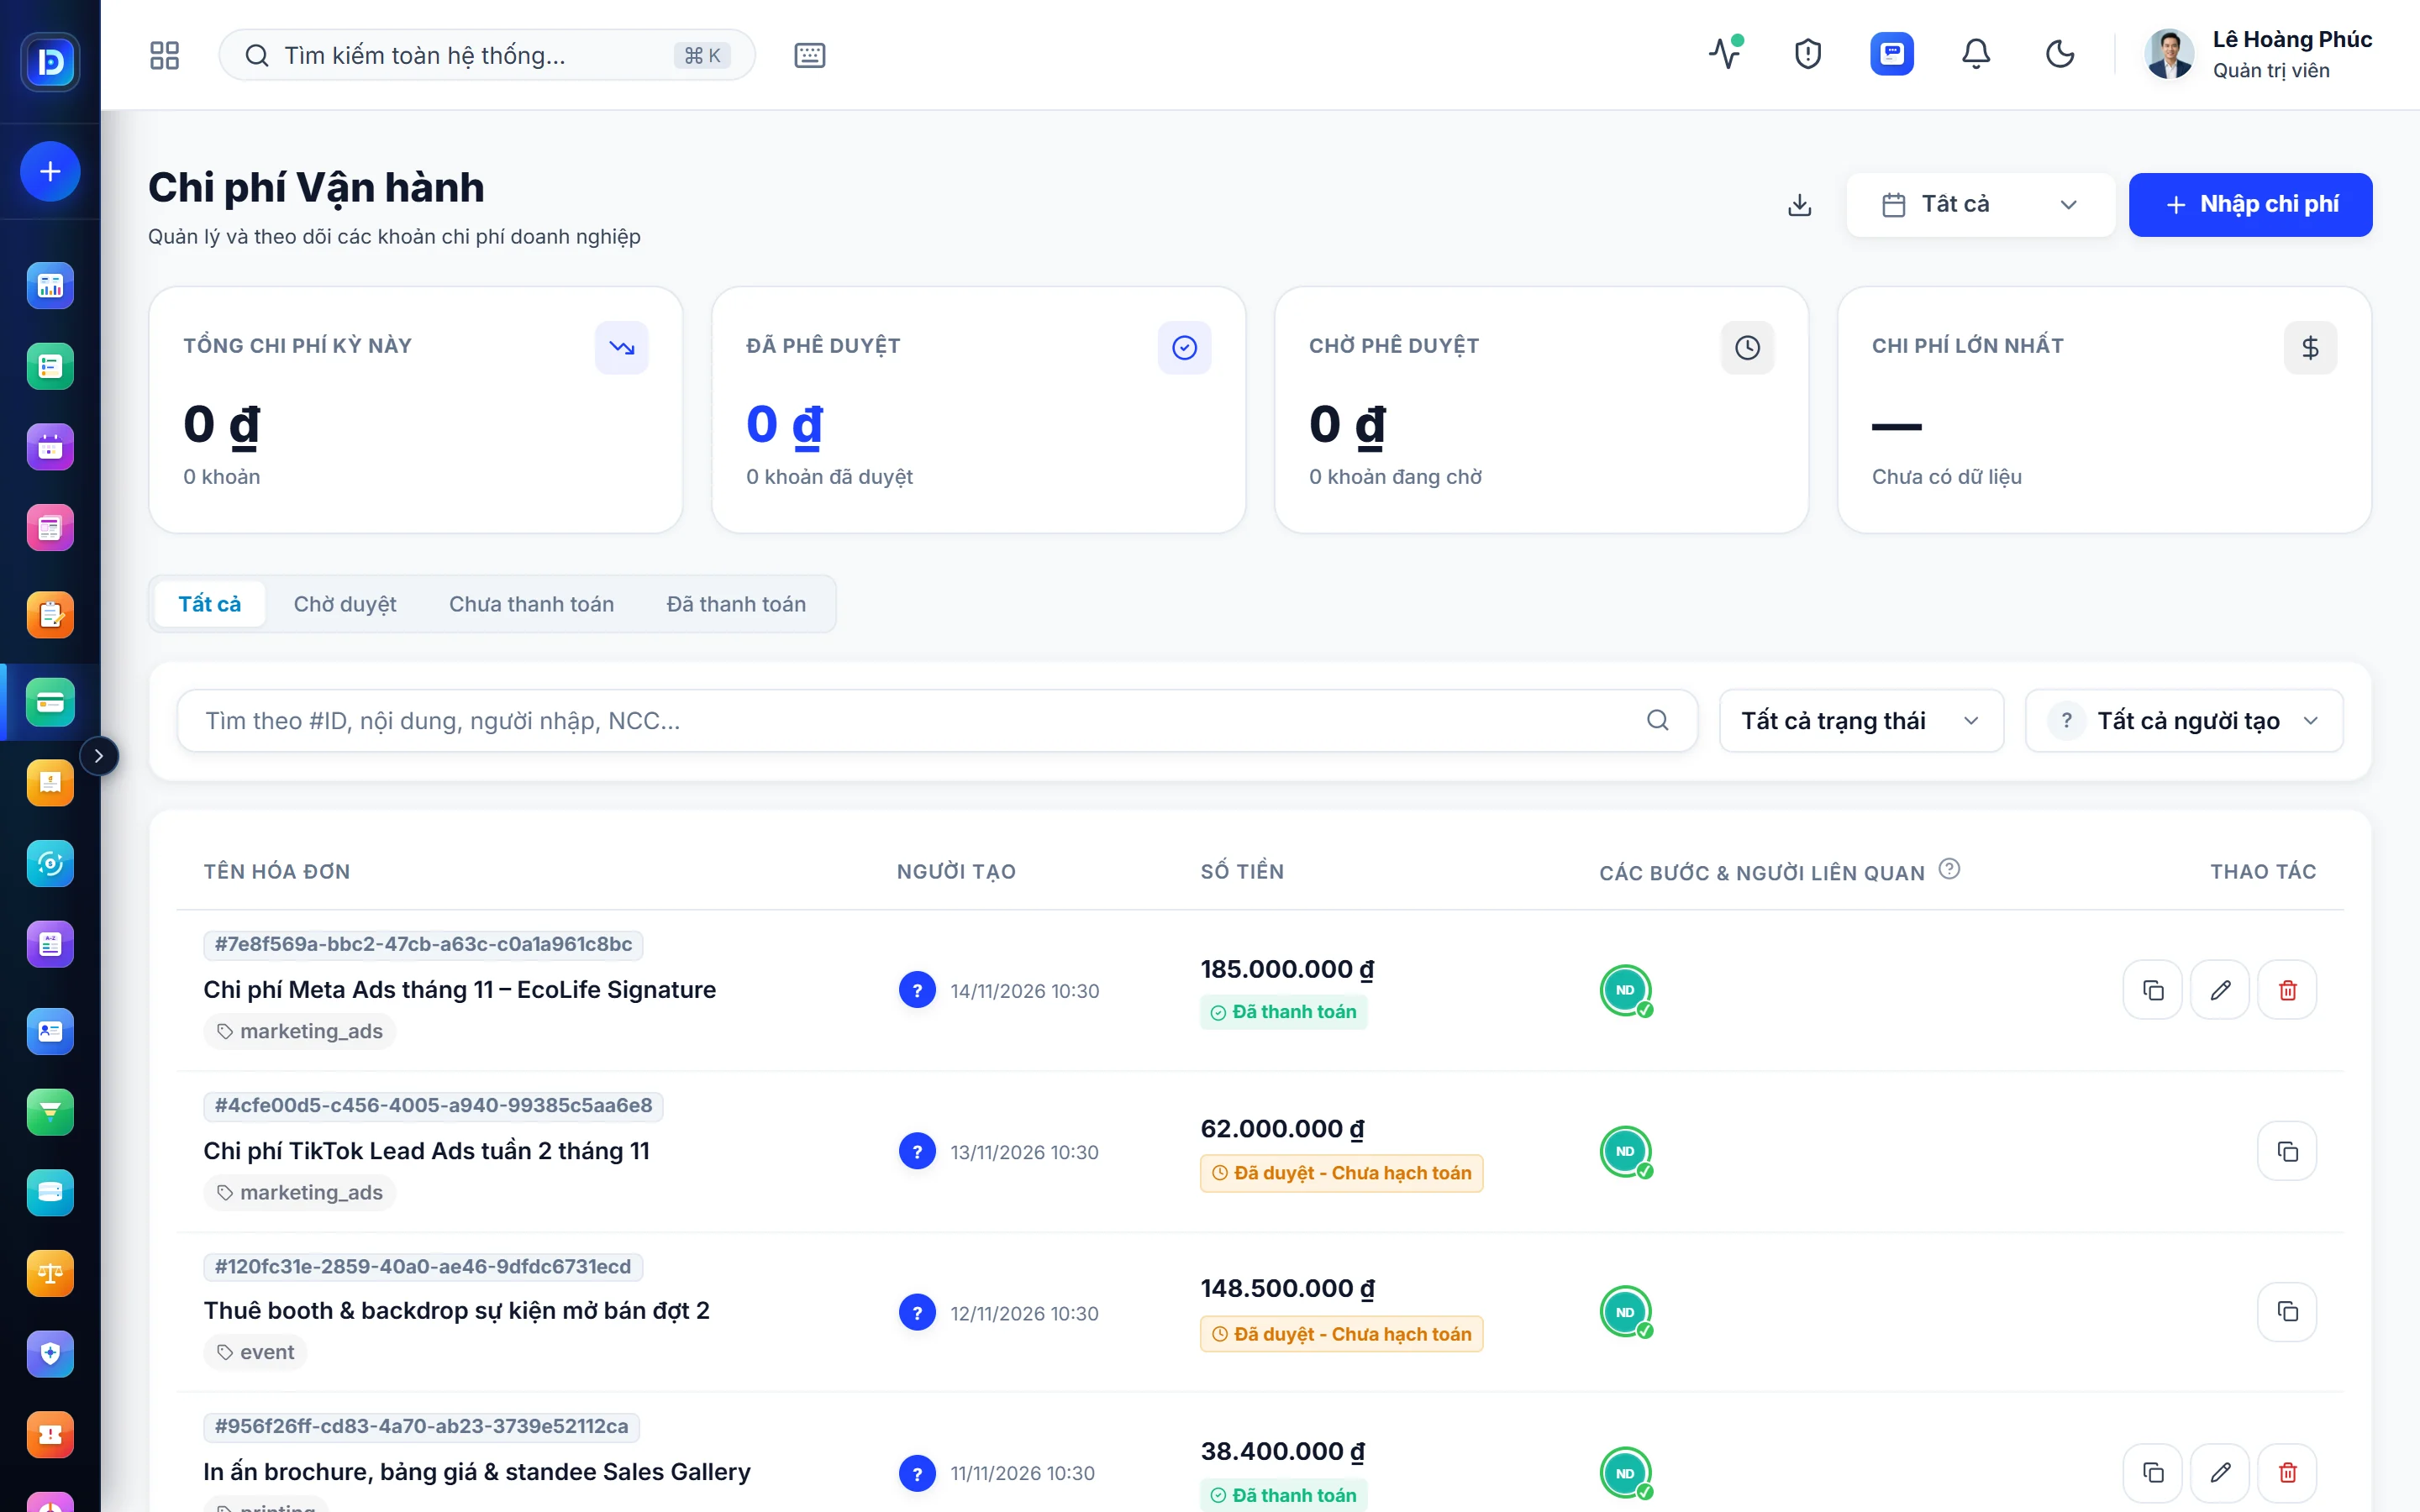 Tìm kiếm toàn hệ thống...
⌘ K
Lê Hoàng Phúc
Quản trị viên
Chi phí Vận hành
Quản lý và theo dõi các khoản chi phí doanh nghiệp
Tất cả
Nhập chi phí
TỔNG CHI PHÍ KỲ NÀY
0 ₫
0 khoản
ĐÃ PHÊ DUYỆT
0 ₫
0 khoản đã duyệt
CHỜ PHÊ DUYỆT
0 ₫
0 khoản đang chờ
CHI PHÍ LỚN NHẤT
—
Chưa có dữ liệu
Tất cả
Chờ duyệt
Chưa thanh toán
Đã thanh toán
Tìm theo #ID, nội dung, người nhập, NCC...
Tất cả trạng thái
? Tất cả người tạo
TÊN HÓA ĐƠN
NGƯỜI TẠO
SỐ TIỀN
CÁC BƯỚC & NGƯỜI LIÊN QUAN ?
THAO TÁC
#7e8f569a-bbc2-47cb-a63c-c0a1a961c8bc
Chi phí Meta Ads tháng 11 – EcoLife Signature
marketing_ads
? 14/11/2026 10:30
185.000.000 ₫
Đã thanh toán
ND
#4cfe00d5-c456-4005-a940-99385c5aa6e8
Chi phí TikTok Lead Ads tuần 2 tháng 11
marketing_ads
? 13/11/2026 10:30
62.000.000 ₫
Đã duyệt - Chưa hạch toán
ND
#120fc31e-2859-40a0-ae46-9dfdc6731ecd
Thuê booth & backdrop sự kiện mở bán đợt 2
event
? 12/11/2026 10:30
148.500.000 ₫
Đã duyệt - Chưa hạch toán
ND
#956f26ff-cd83-4a70-ab23-3739e52112ca
In ấn brochure, bảng giá & standee Sales Gallery
printing
? 11/11/2026 10:30
38.400.000 ₫
Đã thanh toán
ND